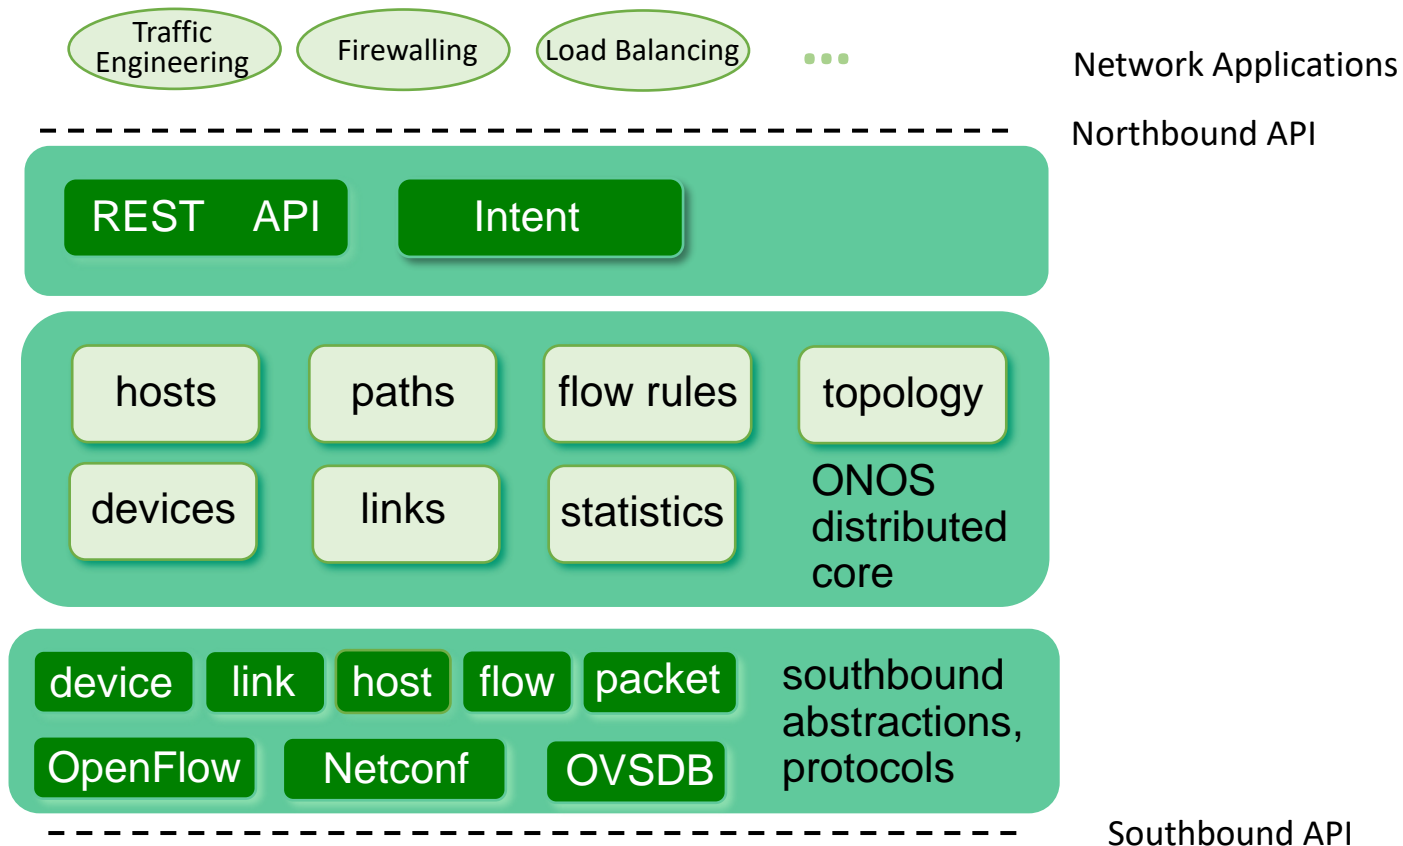 Traffic
Engineering
Firewalling
Load Balancing
...
Network Applications
Northbound API
REST API
Intent
hosts
paths
flow rules
topology
devices
links
statistics
ONOS
distributed
core
device
link
host
flow
packet
southbound
abstractions,
protocols
OpenFlow
Netconf
OVSDB
Southbound API